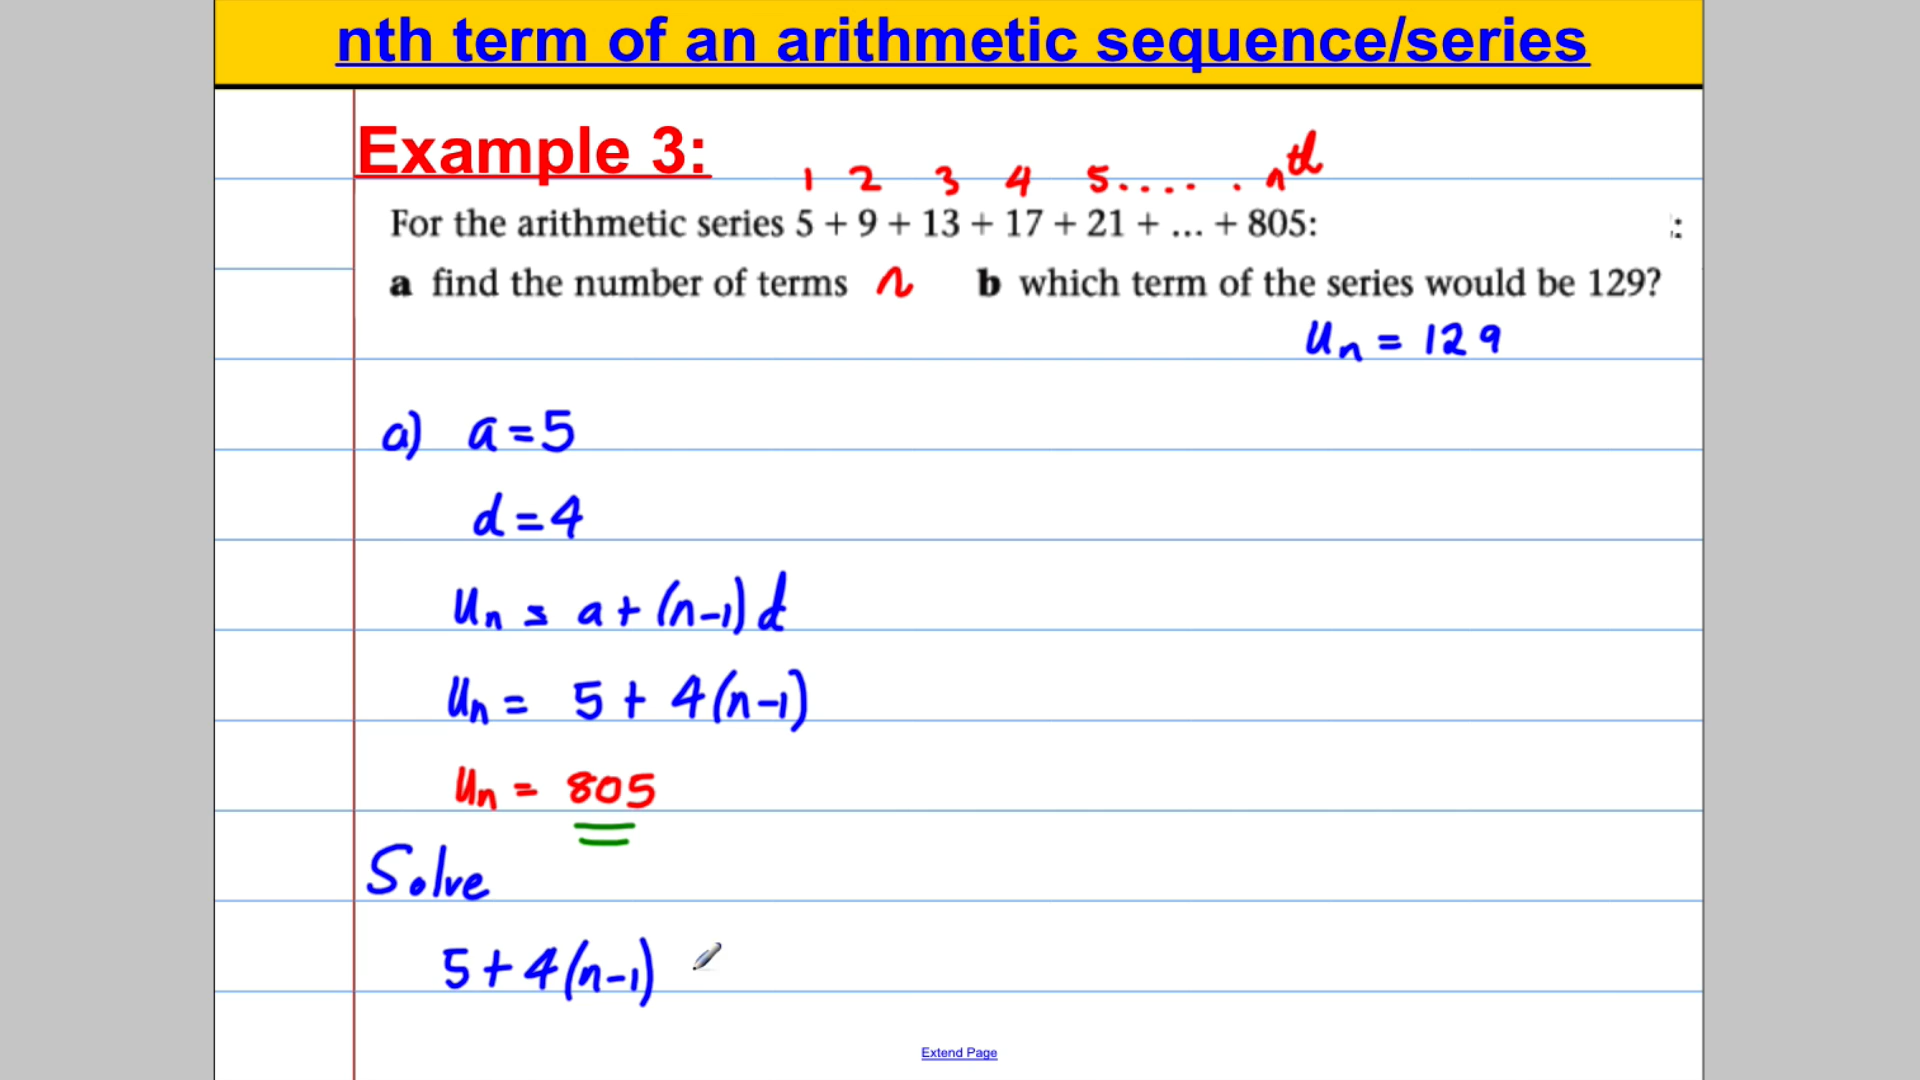 nth term of an arithmetic sequence/series
Example 3:
1 2 3 4 5..... . nth
For the arithmetic series 5 + 9 + 13 + 17 + 21 + ... + 805:
:
a find the number of terms n b which term of the series would be 129?
Un = 129
a) a=5
d=4
Un = a+(n-1)d
Un = 5+ 4(n-1)
Un = 805
Solve
5+4(n-1)
Extend Page